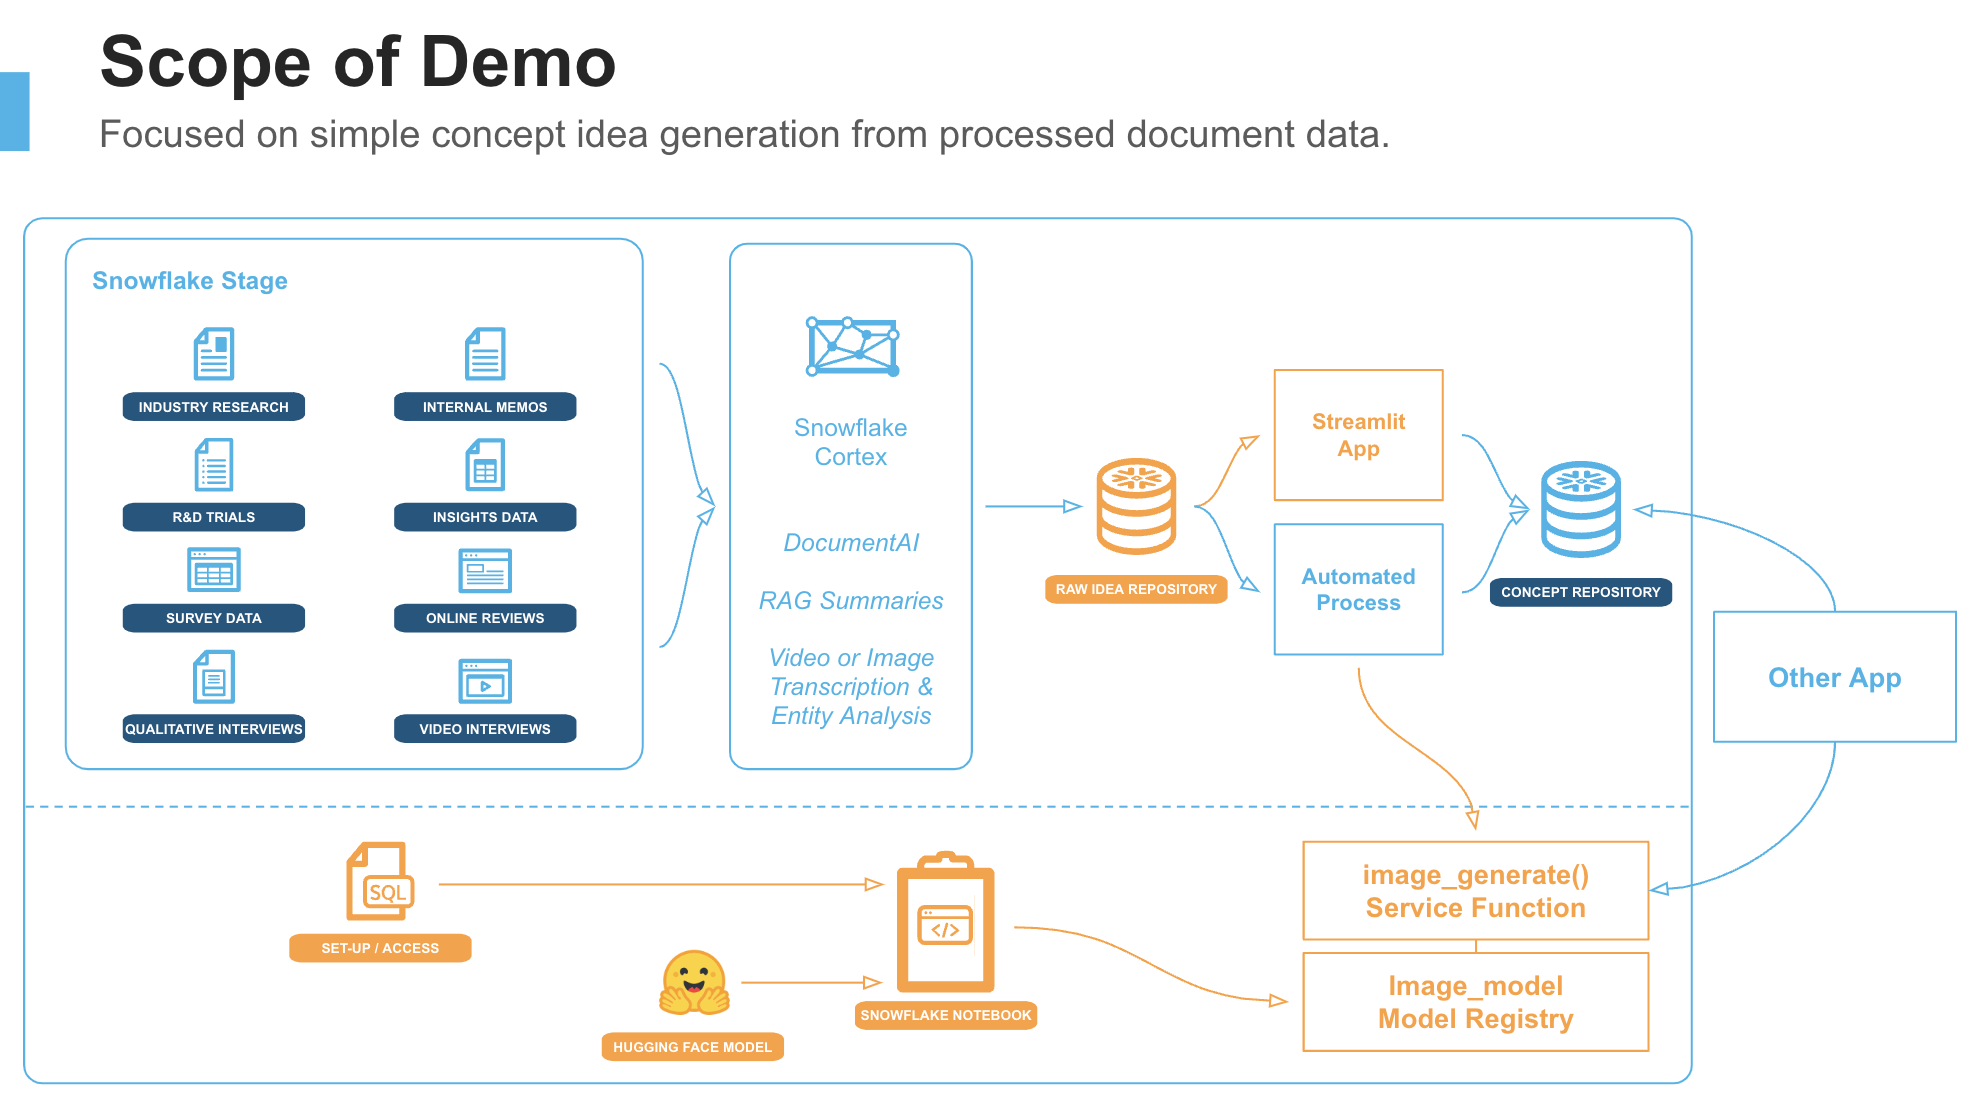 Scope of Demo
Focused on simple concept idea generation from processed document data.
Snowflake Stage
INDUSTRY RESEARCH
INTERNAL MEMOS
R&D TRIALS
INSIGHTS DATA
SURVEY DATA
ONLINE REVIEWS
QUALITATIVE INTERVIEWS
VIDEO INTERVIEWS
Snowflake
Cortex
DocumentAI
RAG Summaries
Video or Image
Transcription &
Entity Analysis
RAW IDEA REPOSITORY
Streamlit
App
Automated
Process
CONCEPT REPOSITORY
Other App
SQL
SET-UP / ACCESS
HUGGING FACE MODEL
</>
SNOWFLAKE NOTEBOOK
image_generate()
Service Function
Image_model
Model Registry